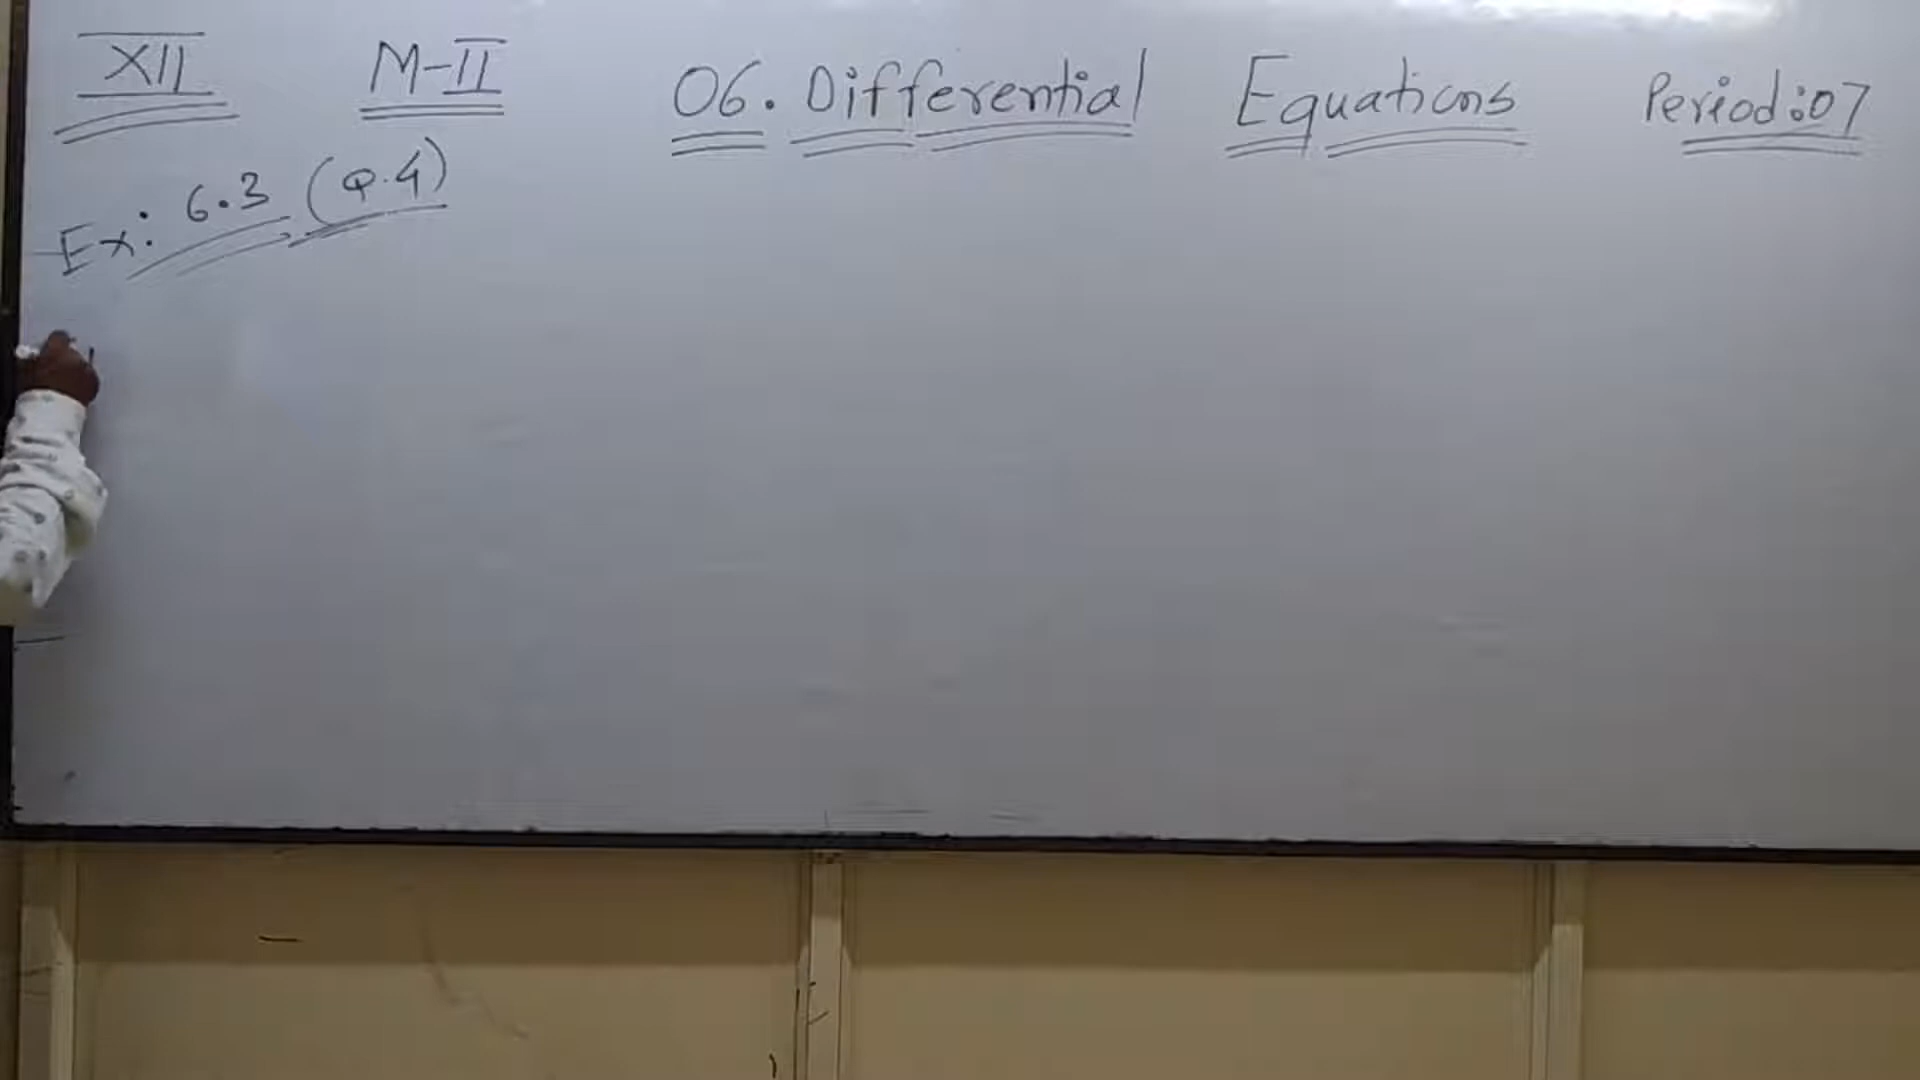 XII M-II 06. Differential Equations Period:07
Ex: 6.3 (Q.4)